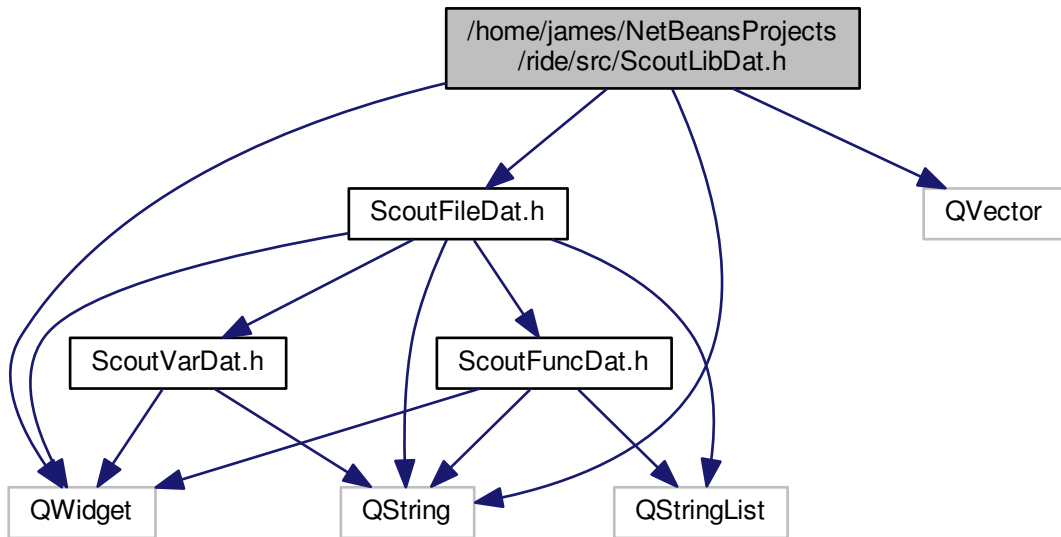 /home/james/NetBeansProjects
/ride/src/ScoutLibDat.h
ScoutFileDat.h
QVector
ScoutVarDat.h
ScoutFuncDat.h
QWidget
QString
QStringList